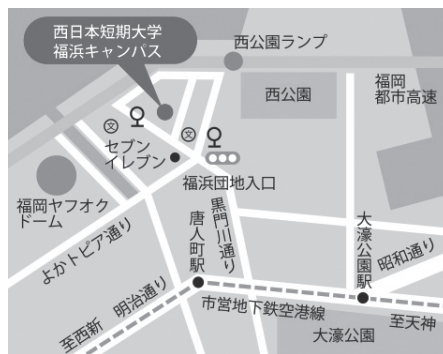 西日本短期大学
福浜キャンパス
西公園ランプ
西公園
福岡
都市高速
文
文
セブン
イレブン
福岡ヤフオク
ドーム
福浜団地入口
よかトピア通り
唐人町駅
黒門川通り
大濠公園駅
昭和通り
明治通り
至西新
市営地下鉄空港線
至天神
大濠公園